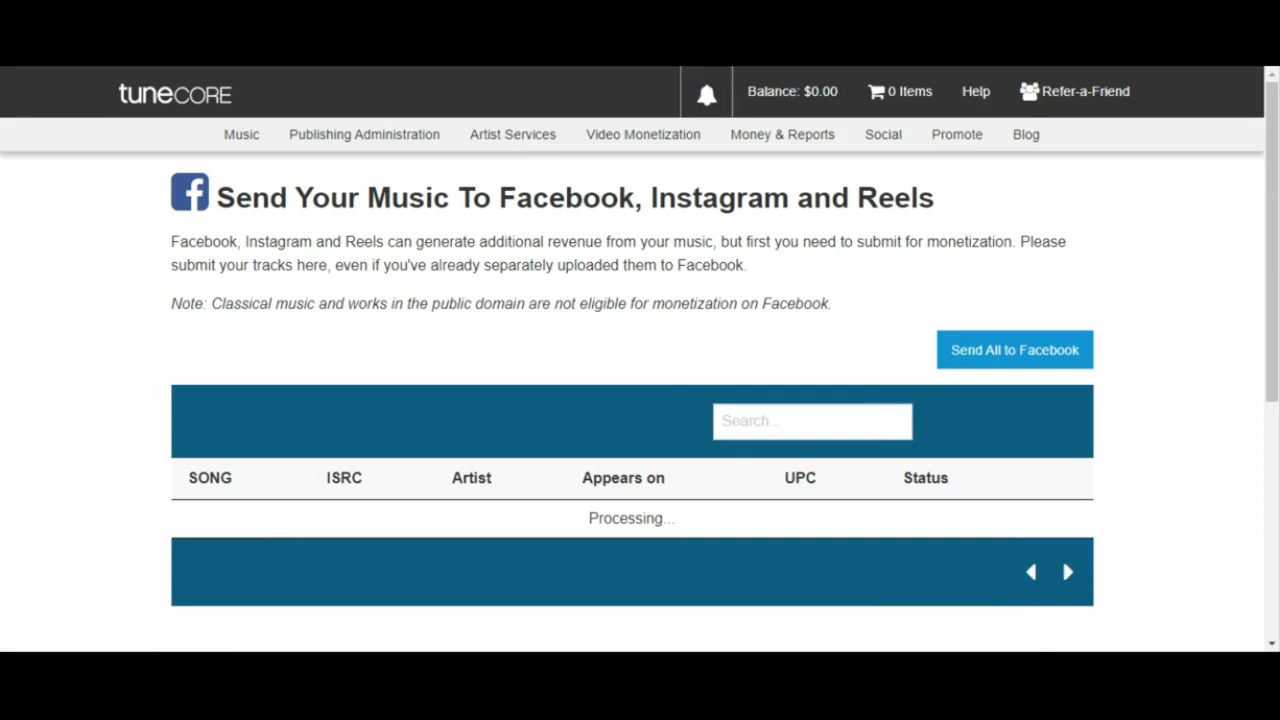 tunecore
Balance: $0.00
0 Items
Help
Refer-a-Friend
Music
Publishing Administration
Artist Services
Video Monetization
Money & Reports
Social
Promote
Blog
Send Your Music To Facebook, Instagram and Reels
Facebook, Instagram and Reels can generate additional revenue from your music, but first you need to submit for monetization. Please
submit your tracks here, even if you've already separately uploaded them to Facebook.
Note: Classical music and works in the public domain are not eligible for monetization on Facebook.
Send All to Facebook
Search...
SONG
ISRC
Artist
Appears on
UPC
Status
Processing...